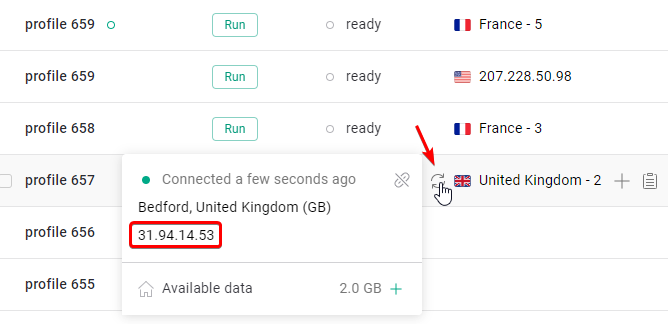 profile 659 Run ready France - 5
profile 659 Run ready 207.228.50.98
profile 658 Run ready France - 3
profile 657 United Kingdom - 2
Connected a few seconds ago
Bedford, United Kingdom (GB)
31.94.14.53
Available data 2.0 GB +
profile 656
profile 655